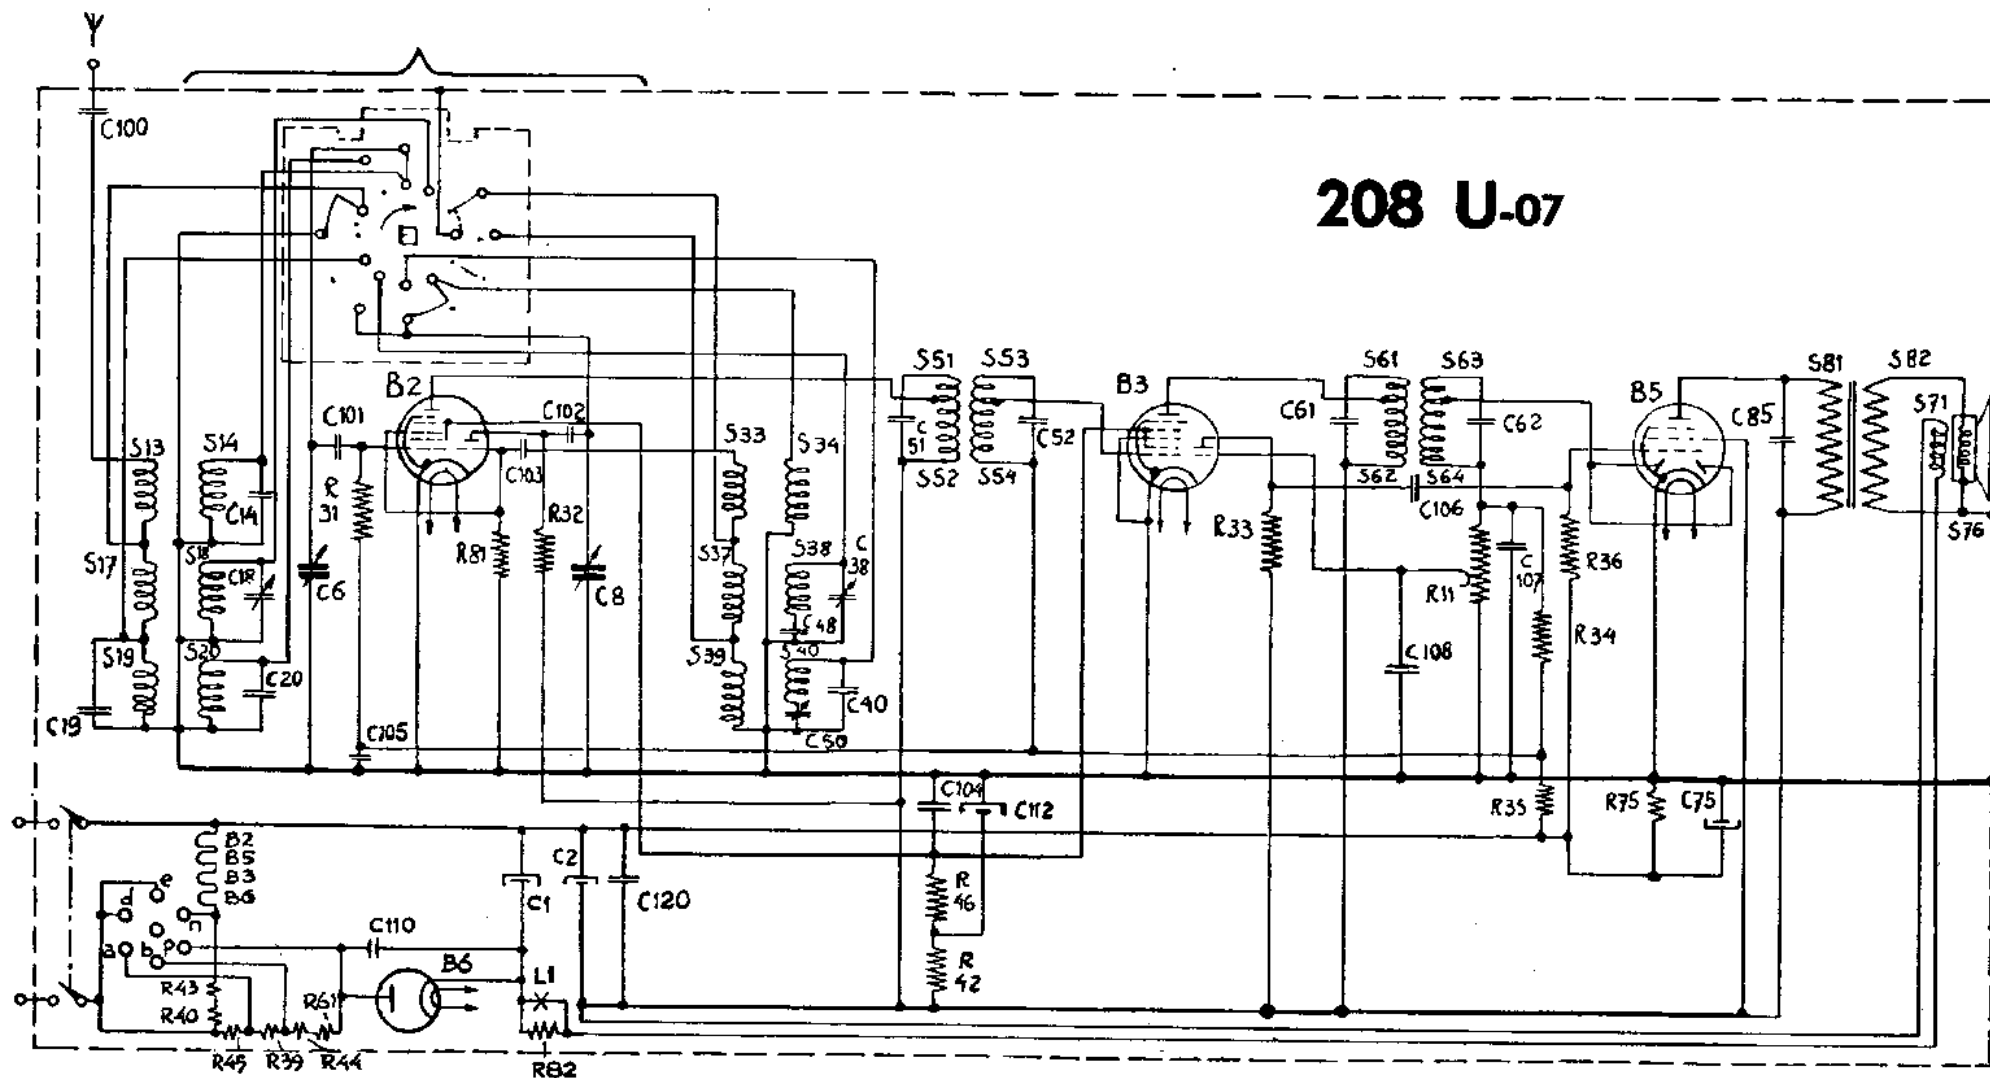 C100
208 U-07
B2
S51
S53
B3
S61
S63
B5
S81
S82
C101
C102
C103
C 51
C52
C61
C62
C85
S71
S13
S14
S33
S34
S52
S54
S62
S64
C14
R 31
R81
R32
C106
R33
S76
S17
S18
C18
C6
C8
S37
S38
C 38
C 107
R36
R11
R34
C48
S19
S20
C20
S39
S40
C40
C108
C19
C105
C50
C104
C112
R35
R75
C75
B2
B5
B3
B6
C2
C1
C120
R 46
e
d
n
a
b
p
C110
B6
L1
R 42
R43
R40
R61
R45
R39
R44
R82